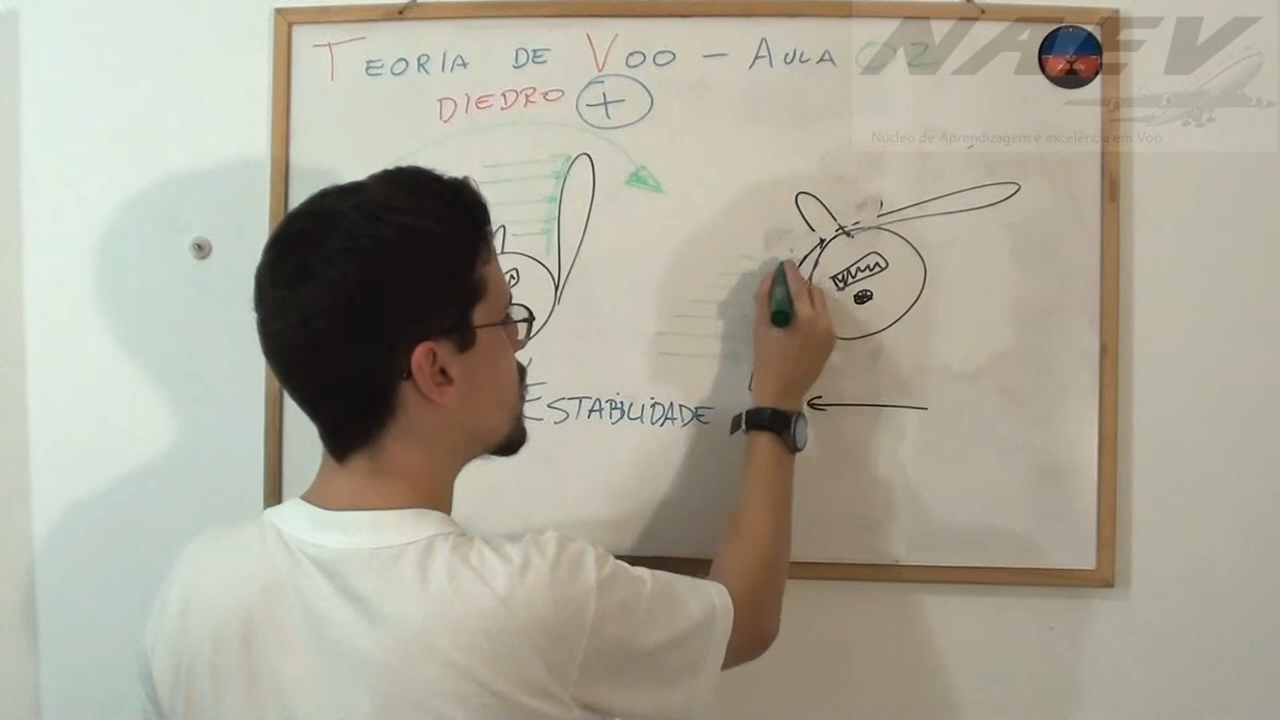 TEORIA DE VOO - AULA 02
NAEV
DIEDRO +
Núcleo de Aprendizagem e excelência em Voo
ESTABILIDADE